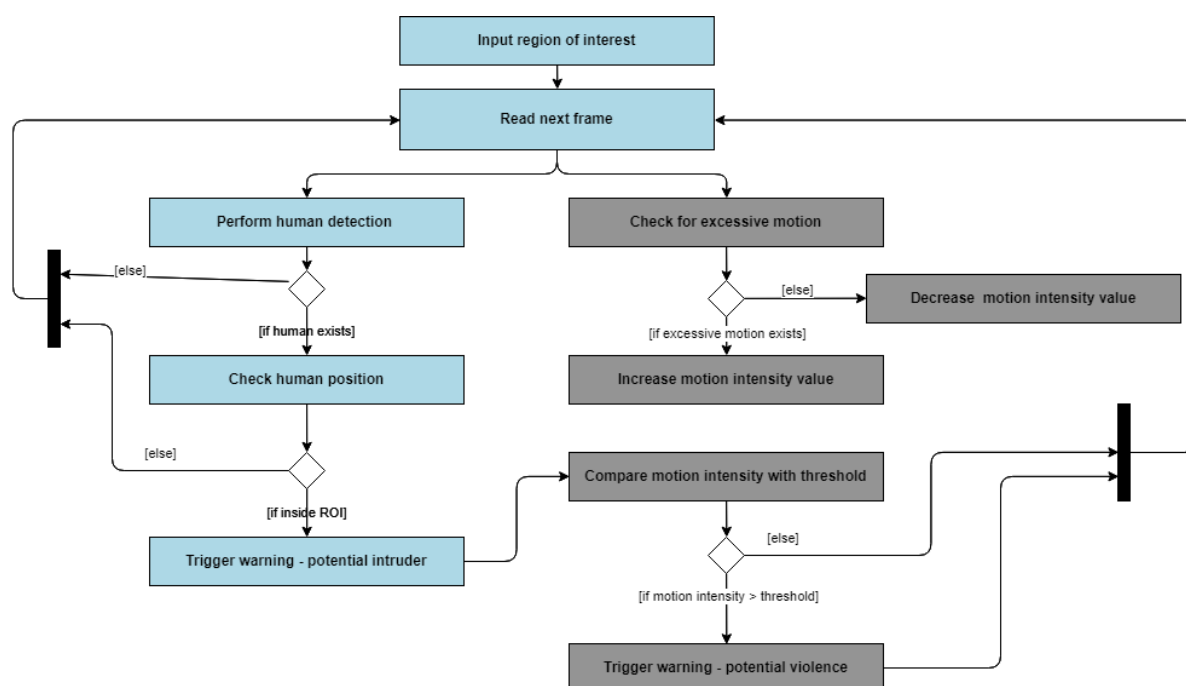 Input region of interest
Read next frame
Perform human detection
Check for excessive motion
[else]
[else]
Decrease  motion intensity value
[if human exists]
[if excessive motion exists]
Check human position
Increase motion intensity value
[else]
Compare motion intensity with threshold
[if inside ROI]
[else]
Trigger warning - potential intruder
[if motion intensity > threshold]
Trigger warning - potential violence